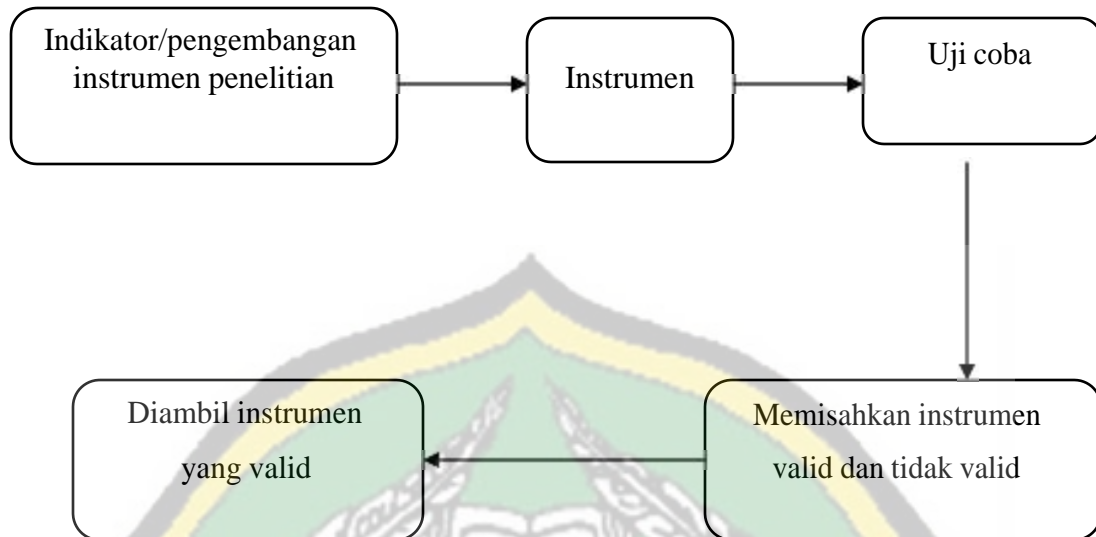 Indikator/pengembangan
instrumen penelitian
Instrumen
Uji coba
Memisahkan instrumen
valid dan tidak valid
Diambil instrumen
yang valid